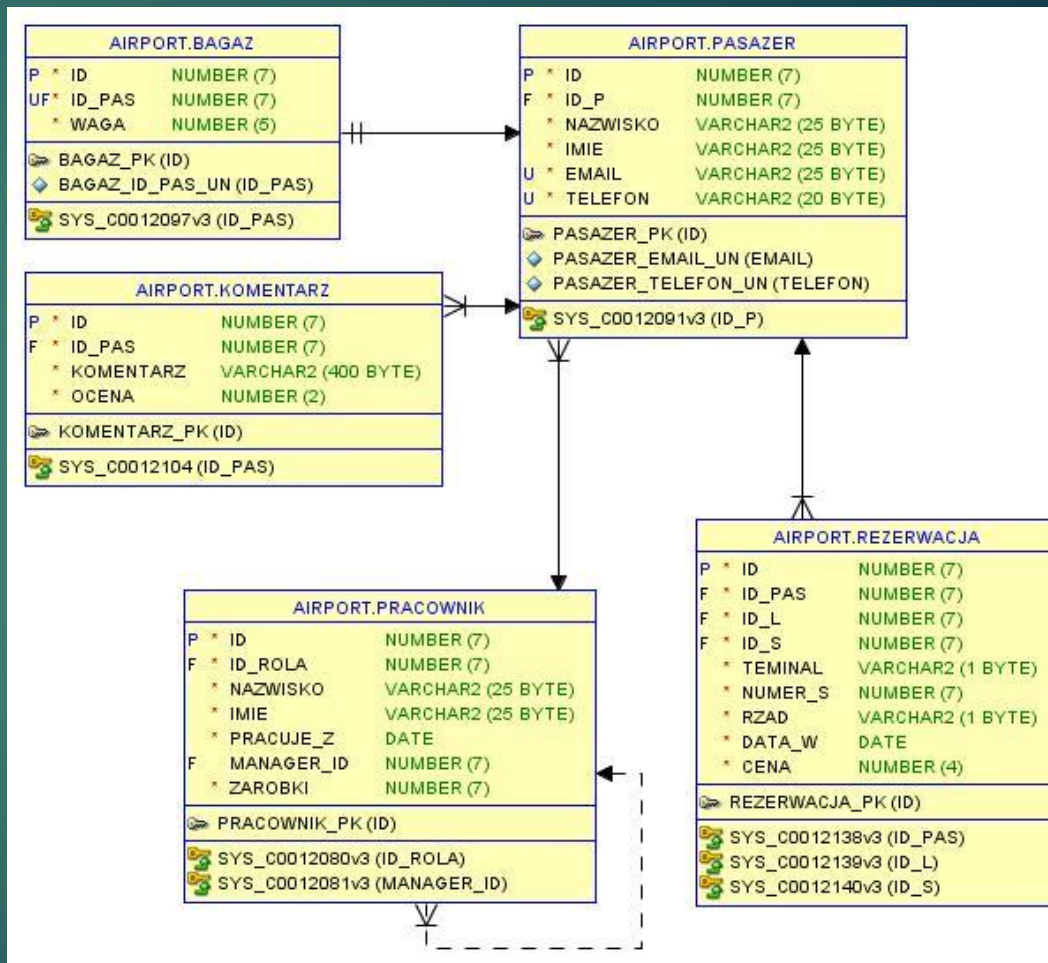 AIRPORT.BAGAZ
P * ID NUMBER (7)
UF* ID_PAS NUMBER (7)
* WAGA NUMBER (5)
BAGAZ_PK (ID)
BAGAZ_ID_PAS_UN (ID_PAS)
SYS_C0012097v3 (ID_PAS)
AIRPORT.PASAZER
P * ID NUMBER (7)
F * ID_P NUMBER (7)
* NAZWISKO VARCHAR2 (25 BYTE)
* IMIE VARCHAR2 (25 BYTE)
U * EMAIL VARCHAR2 (25 BYTE)
U * TELEFON VARCHAR2 (20 BYTE)
PASAZER_PK (ID)
PASAZER_EMAIL_UN (EMAIL)
PASAZER_TELEFON_UN (TELEFON)
SYS_C0012091v3 (ID_P)
AIRPORT.KOMENTARZ
P * ID NUMBER (7)
F * ID_PAS NUMBER (7)
* KOMENTARZ VARCHAR2 (400 BYTE)
* OCENA NUMBER (2)
KOMENTARZ_PK (ID)
SYS_C0012104 (ID_PAS)
AIRPORT.PRACOWNIK
P * ID NUMBER (7)
F * ID_ROLA NUMBER (7)
* NAZWISKO VARCHAR2 (25 BYTE)
* IMIE VARCHAR2 (25 BYTE)
* PRACUJE_Z DATE
F MANAGER_ID NUMBER (7)
* ZAROBKI NUMBER (7)
PRACOWNIK_PK (ID)
SYS_C0012080v3 (ID_ROLA)
SYS_C0012081v3 (MANAGER_ID)
AIRPORT.REZERWACJA
P * ID NUMBER (7)
F * ID_PAS NUMBER (7)
F * ID_L NUMBER (7)
F * ID_S NUMBER (7)
* TEMINAL VARCHAR2 (1 BYTE)
* NUMER_S NUMBER (7)
* RZAD VARCHAR2 (1 BYTE)
* DATA_W DATE
* CENA NUMBER (4)
REZERWACJA_PK (ID)
SYS_C0012138v3 (ID_PAS)
SYS_C0012139v3 (ID_L)
SYS_C0012140v3 (ID_S)